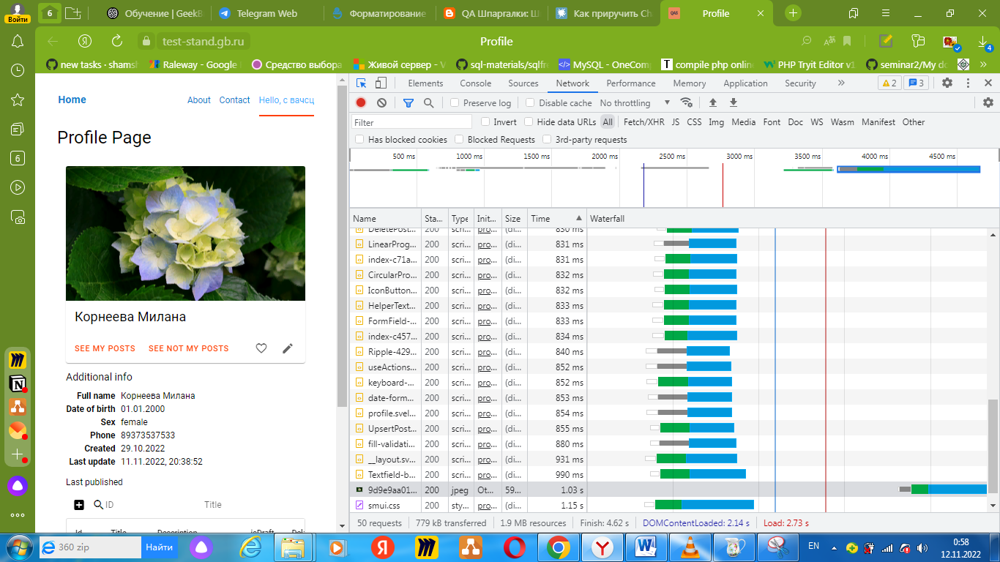 Войти
6
Обучение | GeekB
Telegram Web
Форматирование
QA Шпаргалки: Ш
Как приручить Ch
QAS
Profile
Я
test-stand.gb.ru
Profile
4
new tasks · shamsh
Raleway - Google
Средство выбора
Живой сервер - V
sql-materials/sqlfre
MySQL - OneComp
T compile php online
PHP Tryit Editor v1.
seminar2/My do
»
6
Home
About
Contact
Hello, с вачсц
Profile Page
Корнеева Милана
SEE MY POSTS
SEE NOT MY POSTS
Additional info
Full name Корнеева Милана
Date of birth 01.01.2000
Sex female
Phone 89373537533
Created 29.10.2022
Last update 11.11.2022, 20:38:52
Last published
ID
Title
Id Title Description isDraft Del
Elements Console Sources Network Performance Memory Application Security » 2 3
Preserve log Disable cache No throttling
Filter Invert Hide data URLs All Fetch/XHR JS CSS Img Media Font Doc WS Wasm Manifest Other
Has blocked cookies Blocked Requests 3rd-party requests
500 ms 1000 ms 1500 ms 2000 ms 2500 ms 3000 ms 3500 ms 4000 ms 4500 ms
Name Sta... Type Init... Size Time Waterfall
DeletePost... 200 scri... pro... (di... 830 ms
LinearProg... 200 scri... pro... (di... 831 ms
index-c71a... 200 scri... pro... (di... 831 ms
CircularPro... 200 scri... pro... (di... 832 ms
IconButton... 200 scri... pro... (di... 832 ms
HelperText... 200 scri... pro... (di... 833 ms
FormField-... 200 scri... pro... (di... 833 ms
index-c457... 200 scri... pro... (di... 834 ms
Ripple-429... 200 scri... pro... (di... 840 ms
useActions... 200 scri... pro... (di... 852 ms
keyboard-... 200 scri... pro... (di... 852 ms
date-form... 200 scri... pro... (di... 853 ms
profile.svel... 200 scri... pro... (di... 854 ms
UpsertPost... 200 scri... pro... (di... 855 ms
fill-validati... 200 scri... pro... (di... 880 ms
__layout.sv... 200 scri... pro... (di... 931 ms
Textfield-b... 200 scri... pro... (di... 990 ms
9d9e9aa01... 200 jpeg Ot... 59... 1.03 s
smui.css 200 sty... pro... (di... 1.15 s
50 requests 779 kB transferred 1.9 MB resources Finish: 4.62 s DOMContentLoaded: 2.14 s Load: 2.73 s
360 zip
Найти
EN
0:58
12.11.2022